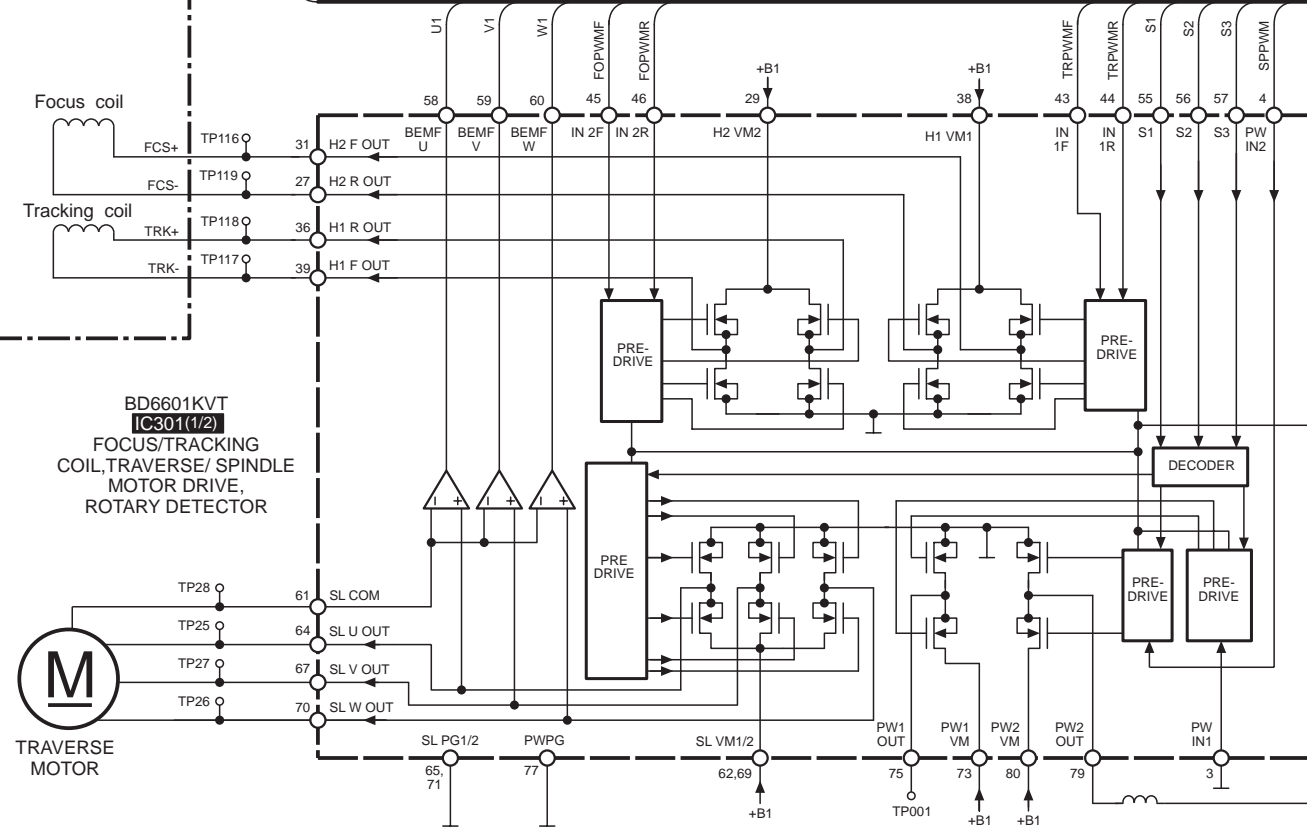 U1
V1
W1
FOPWMF
FOPWMR
TRPWMF
TRPWMR
S1
S2
S3
SPPWM
+B1
+B1
58
59
60
45
46
29
38
43
44
55
56
57
4
BEMF U
BEMF V
BEMF W
IN 2F
IN 2R
H2 VM2
H1 VM1
IN 1F
IN 1R
S1
S2
S3
PW IN2
Focus coil
FCS+
TP116
31
H2 F OUT
FCS-
TP119
27
H2 R OUT
Tracking coil
TRK+
TP118
36
H1 R OUT
TRK-
TP117
39
H1 F OUT
PRE-
DRIVE
PRE-
DRIVE
BD6601KVT
IC301(1/2)
FOCUS/TRACKING
COIL,TRAVERSE/ SPINDLE
MOTOR DRIVE,
ROTARY DETECTOR
DECODER
PRE
DRIVE
PRE-
DRIVE
PRE-
DRIVE
TP28
61
SL COM
TP25
64
SL U OUT
TP27
67
SL V OUT
TP26
70
SL W OUT
M
TRAVERSE
MOTOR
SL PG1/2
PWPG
SL VM1/2
PW1 OUT
PW1 VM
PW2 VM
PW2 OUT
PW IN1
65,
71
77
62,69
75
73
80
79
3
+B1
TP001
+B1
+B1